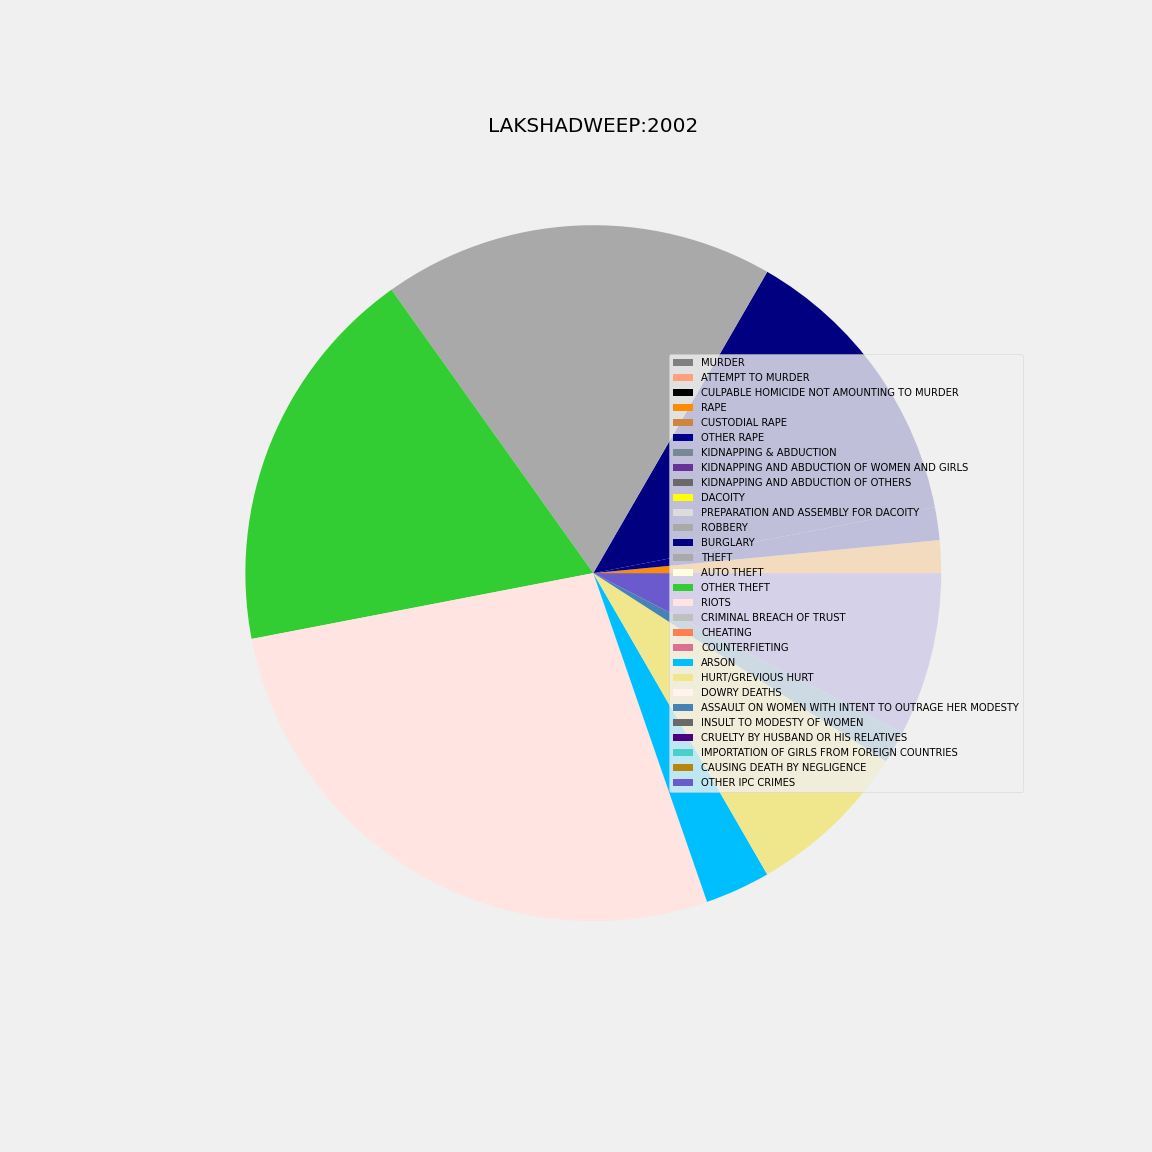 LAKSHADWEEP:2002
MURDER
ATTEMPT TO MURDER
CULPABLE HOMICIDE NOT AMOUNTING TO MURDER
RAPE
CUSTODIAL RAPE
OTHER RAPE
KIDNAPPING & ABDUCTION
KIDNAPPING AND ABDUCTION OF WOMEN AND GIRLS
KIDNAPPING AND ABDUCTION OF OTHERS
DACOITY
PREPARATION AND ASSEMBLY FOR DACOITY
ROBBERY
BURGLARY
THEFT
AUTO THEFT
OTHER THEFT
RIOTS
CRIMINAL BREACH OF TRUST
CHEATING
COUNTERFIETING
ARSON
HURT/GREVIOUS HURT
DOWRY DEATHS
ASSAULT ON WOMEN WITH INTENT TO OUTRAGE HER MODESTY
INSULT TO MODESTY OF WOMEN
CRUELTY BY HUSBAND OR HIS RELATIVES
IMPORTATION OF GIRLS FROM FOREIGN COUNTRIES
CAUSING DEATH BY NEGLIGENCE
OTHER IPC CRIMES